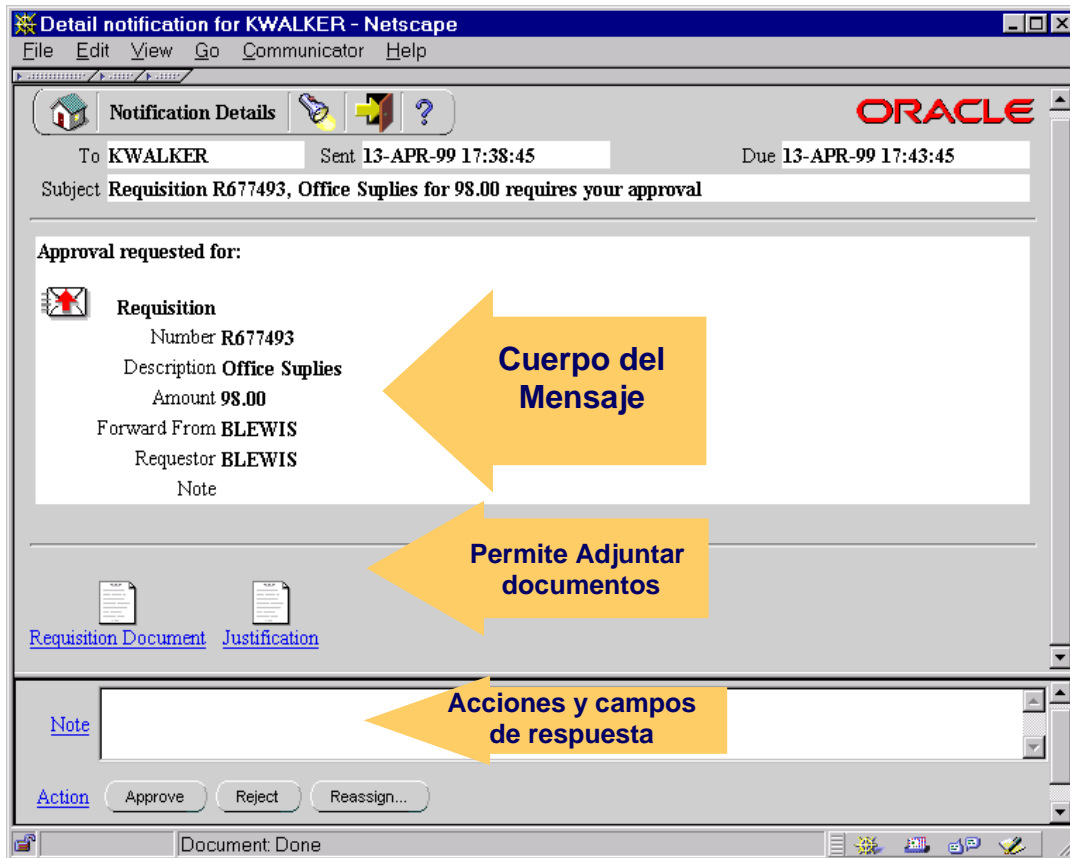 Detail notification for KWALKER - Netscape
File Edit View Go Communicator Help
Notification Details ? ORACLE
To KWALKER Sent 13-APR-99 17:38:45 Due 13-APR-99 17:43:45
Subject Requisition R677493, Office Suplies for 98.00 requires your approval
Approval requested for:
Requisition
Number R677493
Description Office Suplies
Amount 98.00
Forward From BLEWIS
Requestor BLEWIS
Note
Cuerpo del
Mensaje
Permite Adjuntar
documentos
Requisition Document Justification
Note
Acciones y campos
de respuesta
Action Approve Reject Reassign...
Document: Done